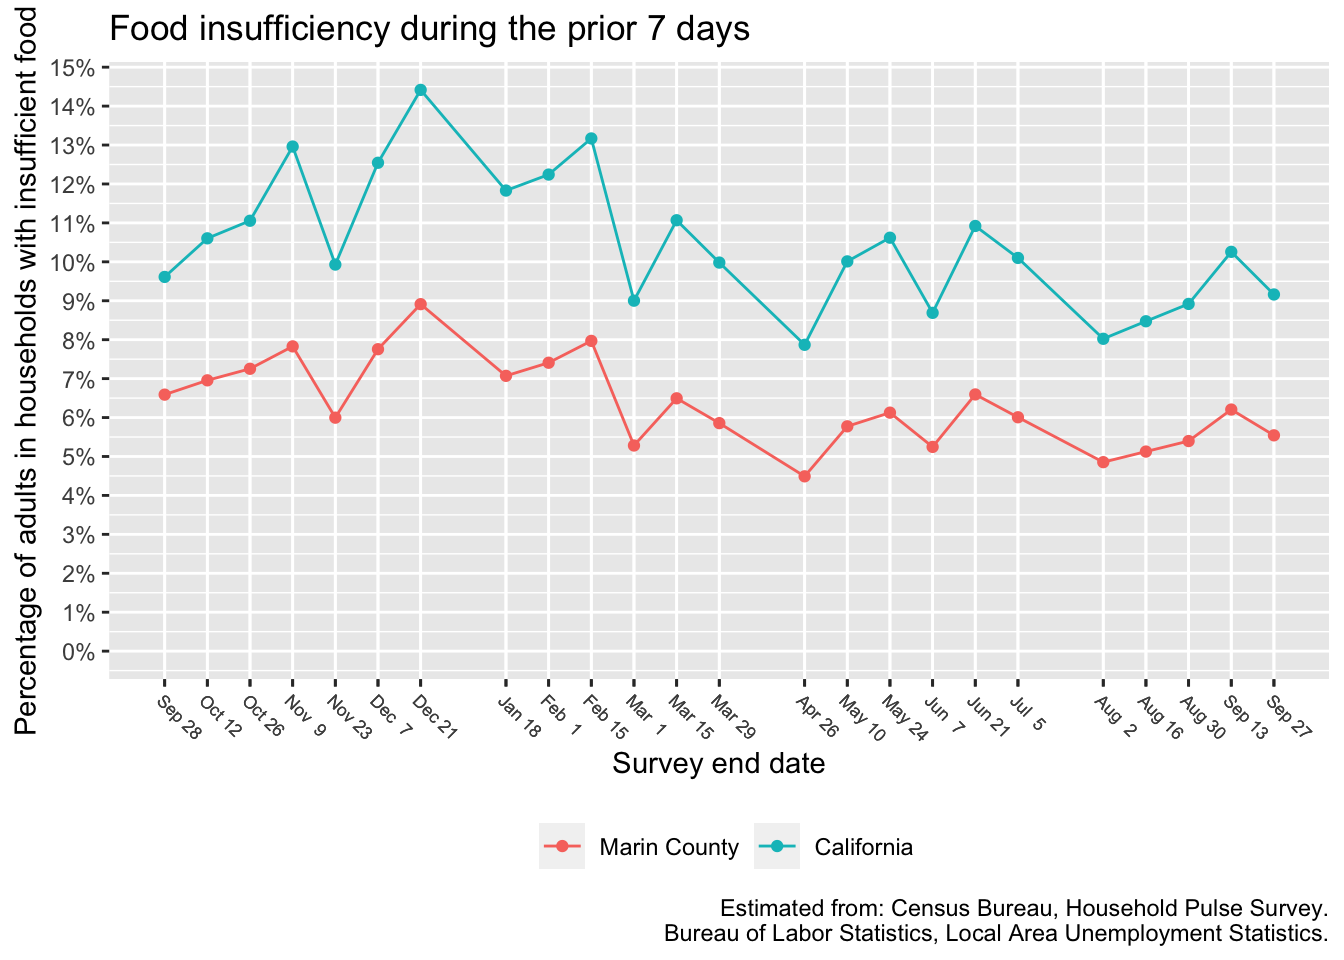 Food insufficiency during the prior 7 days
Percentage of adults in households with insufficient food
15%
14%
13%
12%
11%
10%
9%
8%
7%
6%
5%
4%
3%
2%
1%
0%
Sep 28
Oct 12
Oct 26
Nov 9
Nov 23
Dec 7
Dec 21
Jan 18
Feb 1
Feb 15
Mar 1
Mar 15
Mar 29
Apr 26
May 10
May 24
Jun 7
Jun 21
Jul 5
Aug 2
Aug 16
Aug 30
Sep 13
Sep 27
Survey end date
Marin County
California
Estimated from: Census Bureau, Household Pulse Survey.
Bureau of Labor Statistics, Local Area Unemployment Statistics.